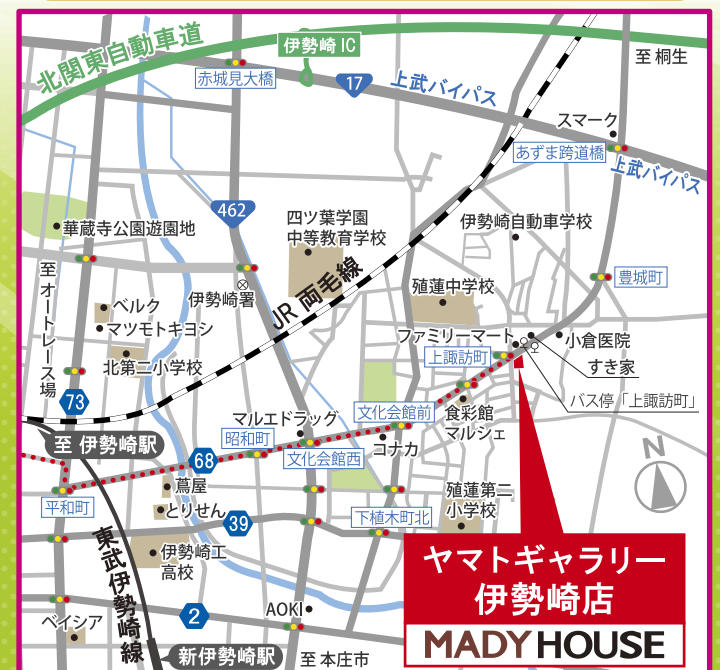 北関東自動車道
伊勢崎 IC
至 桐生
赤城見大橋
17
上武バイパス
スマーク
あずま跨道橋
上武バイパス
462
華蔵寺公園遊園地
四ツ葉学園
中等教育学校
伊勢崎自動車学校
至 オートレース場
伊勢崎署
JR 両毛線
殖蓮中学校
豊城町
ベルク
マツモトキヨシ
北第二小学校
ファミリーマート
小倉医院
上諏訪町
すき家
バス停「上諏訪町」
73
至 伊勢崎駅
マルエドラッグ
文化会館前
食彩館
マルシェ
昭和町
68
文化会館西
コナカ
N
平和町
蔦屋
とりせん
39
下植木町北
殖蓮第二
小学校
東武伊勢崎線
伊勢崎工
高校
ヤマトギャラリー
伊勢崎店
MADY HOUSE
ベイシア
2
AOKI
新伊勢崎駅
至 本庄市